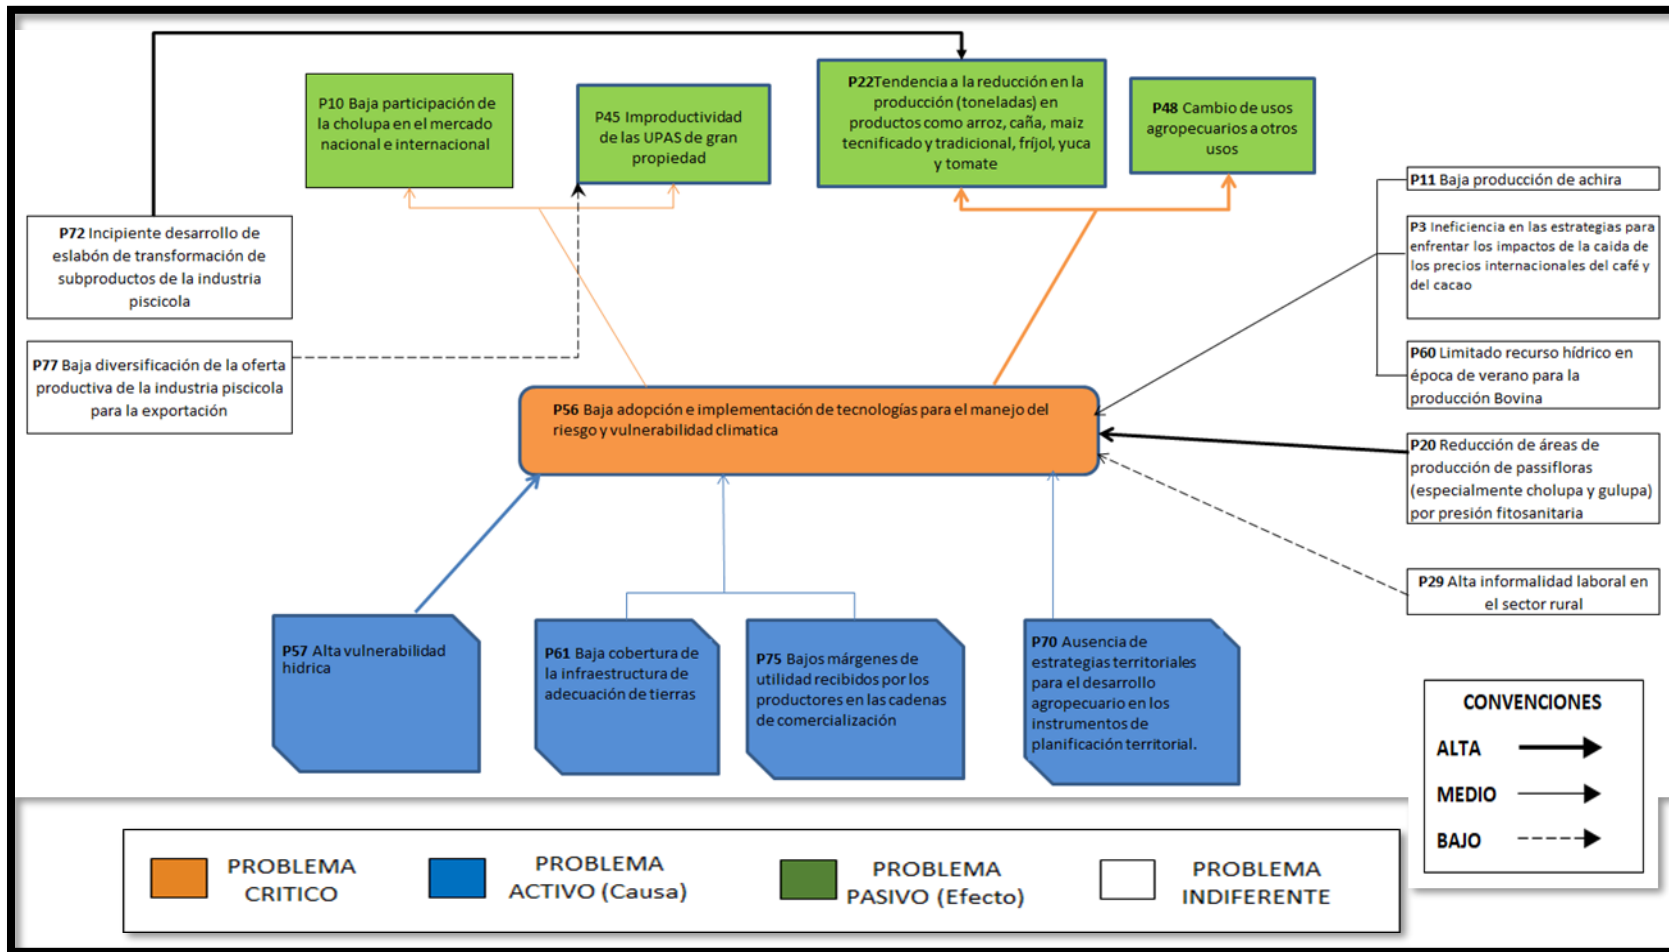 P10 Baja participación de
la cholupa en el mercado
nacional e internacional
P45 Improductividad
de las UPAS de gran
propiedad
P22Tendencia a la reducción en la
producción (toneladas) en
productos como arroz, caña, maiz
tecnificado y tradicional, fríjol, yuca
y tomate
P48 Cambio de usos
agropecuarios a otros
usos
P72 Incipiente desarrollo de
eslabón de transformación de
subproductos de la industria
piscicola
P77 Baja diversificación de la oferta
productiva de la industria piscicola
para la exportación
P11 Baja producción de achira
P3 Ineficiencia en las estrategias para
enfrentar los impactos de la caida de
los precios internacionales del café y
del cacao
P60 Limitado recurso hídrico en
época de verano para la
producción Bovina
P20 Reducción de áreas de
producción de passifloras
(especialmente cholupa y gulupa)
por presión fitosanitaria
P29 Alta informalidad laboral en
el sector rural
P56 Baja adopción e implementación de tecnologías para el manejo del
riesgo y vulnerabilidad climatica
P57 Alta vulnerabilidad
hidrica
P61 Baja cobertura de
la infraestructura de
adecuación de tierras
P75 Bajos márgenes de
utilidad recibidos por los
productores en las cadenas
de comercialización
P70 Ausencia de
estrategias territoriales
para el desarrollo
agropecuario en los
instrumentos de
planificación territorial.
CONVENCIONES
ALTA
MEDIO
BAJO
PROBLEMA
CRITICO
PROBLEMA
ACTIVO (Causa)
PROBLEMA
PASIVO (Efecto)
PROBLEMA
INDIFERENTE